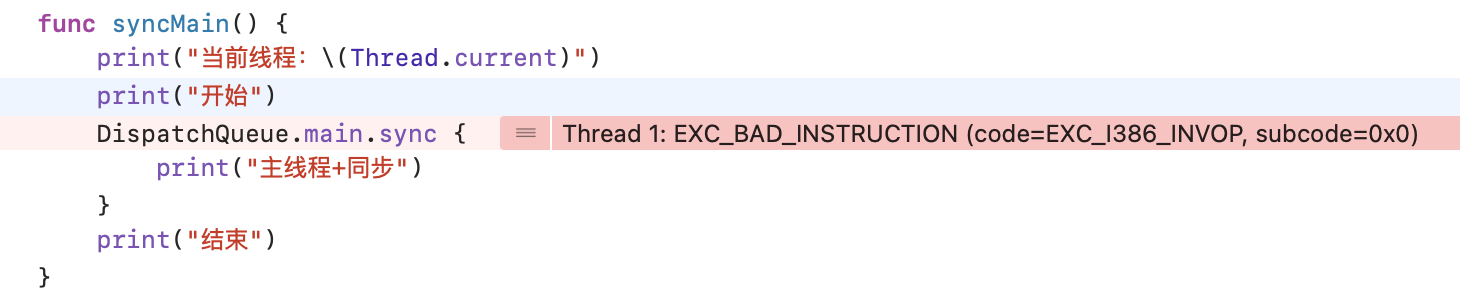 func syncMain() {
    print("当前线程：\(Thread.current)")
    print("开始")
    DispatchQueue.main.sync { Thread 1: EXC_BAD_INSTRUCTION (code=EXC_I386_INVOP, subcode=0x0)
        print("主线程+同步")
    }
    print("结束")
}